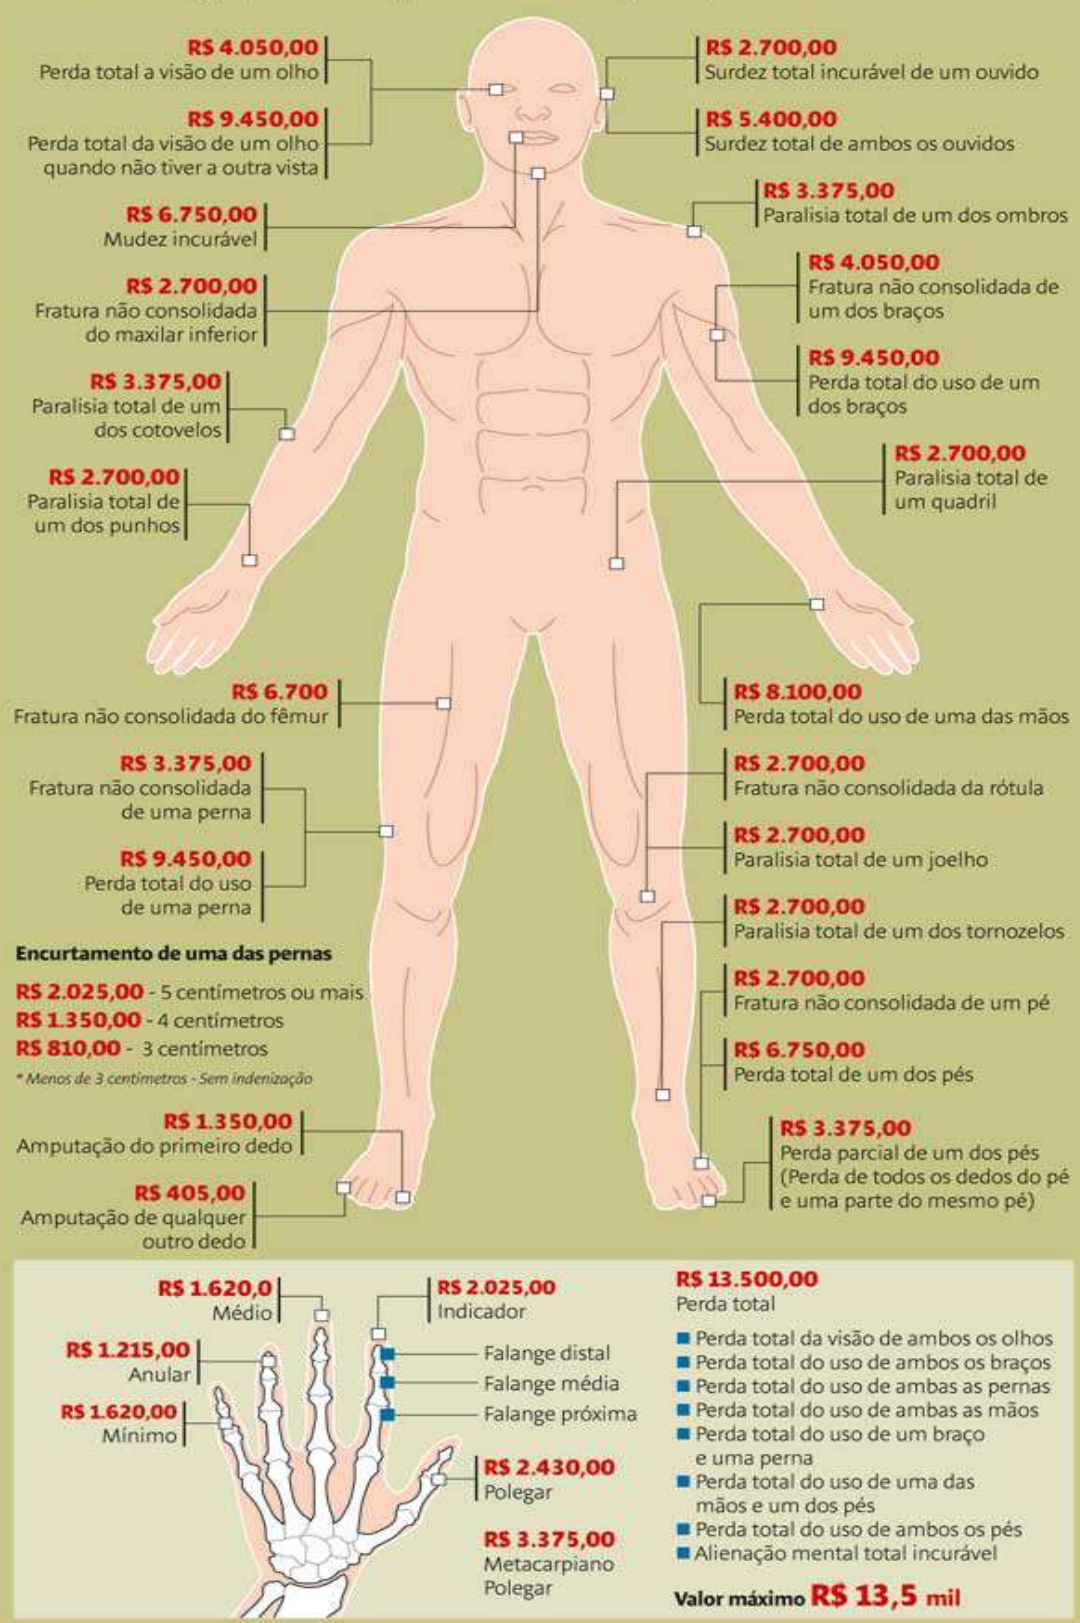 R$ 4.050,00
Perda total a visão de um olho
R$ 9.450,00
Perda total da visão de um olho
quando não tiver a outra vista
R$ 6.750,00
Mudez incurável
R$ 2.700,00
Fratura não consolidada
do maxilar inferior
R$ 3.375,00
Paralisia total de um
dos cotovelos
R$ 2.700,00
Paralisia total de
um dos punhos
R$ 2.700,00
Surdez total incurável de um ouvido
R$ 5.400,00
Surdez total de ambos os ouvidos
R$ 3.375,00
Paralisia total de um dos ombros
R$ 4.050,00
Fratura não consolidada de
um dos braços
R$ 9.450,00
Perda total do uso de um
dos braços
R$ 2.700,00
Paralisia total de
um quadril
R$ 6.700
Fratura não consolidada do fêmur
R$ 3.375,00
Fratura não consolidada
de uma perna
R$ 9.450,00
Perda total do uso
de uma perna
Encurtamento de uma das pernas
R$ 2.025,00 - 5 centímetros ou mais
R$ 1.350,00 - 4 centímetros
R$ 810,00 - 3 centímetros
* Menos de 3 centímetros - Sem indenização
R$ 1.350,00
Amputação do primeiro dedo
R$ 405,00
Amputação de qualquer
outro dedo
R$ 8.100,00
Perda total do uso de uma das mãos
R$ 2.700,00
Fratura não consolidada da rótula
R$ 2.700,00
Paralisia total de um joelho
R$ 2.700,00
Paralisia total de um dos tornozelos
R$ 2.700,00
Fratura não consolidada de um pé
R$ 6.750,00
Perda total de um dos pés
R$ 3.375,00
Perda parcial de um dos pés
(Perda de todos os dedos do pé
e uma parte do mesmo pé)
R$ 1.620,0
Médio
R$ 1.215,00
Anular
R$ 1.620,00
Mínimo
R$ 2.025,00
Indicador
Falange distal
Falange média
Falange próxima
R$ 2.430,00
Polegar
R$ 3.375,00
Metacarpiano
Polegar
R$ 13.500,00
Perda total
Perda total da visão de ambos os olhos
Perda total do uso de ambos os braços
Perda total do uso de ambas as pernas
Perda total do uso de ambas as mãos
Perda total do uso de um braço
e uma perna
Perda total do uso de uma das
mãos e um dos pés
Perda total do uso de ambos os pés
Alienação mental total incurável
Valor máximo R$ 13,5 mil